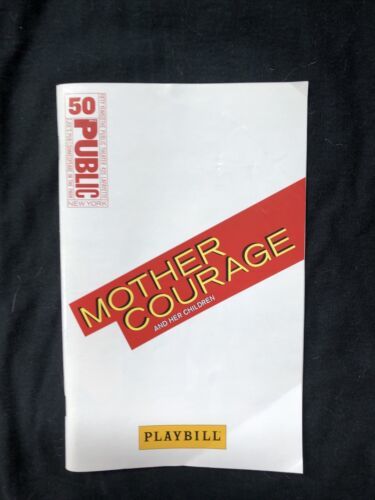 50
PUBLIC
NEW YORK
MOTHER
COURAGE
AND HER CHILDREN
PLAYBILL